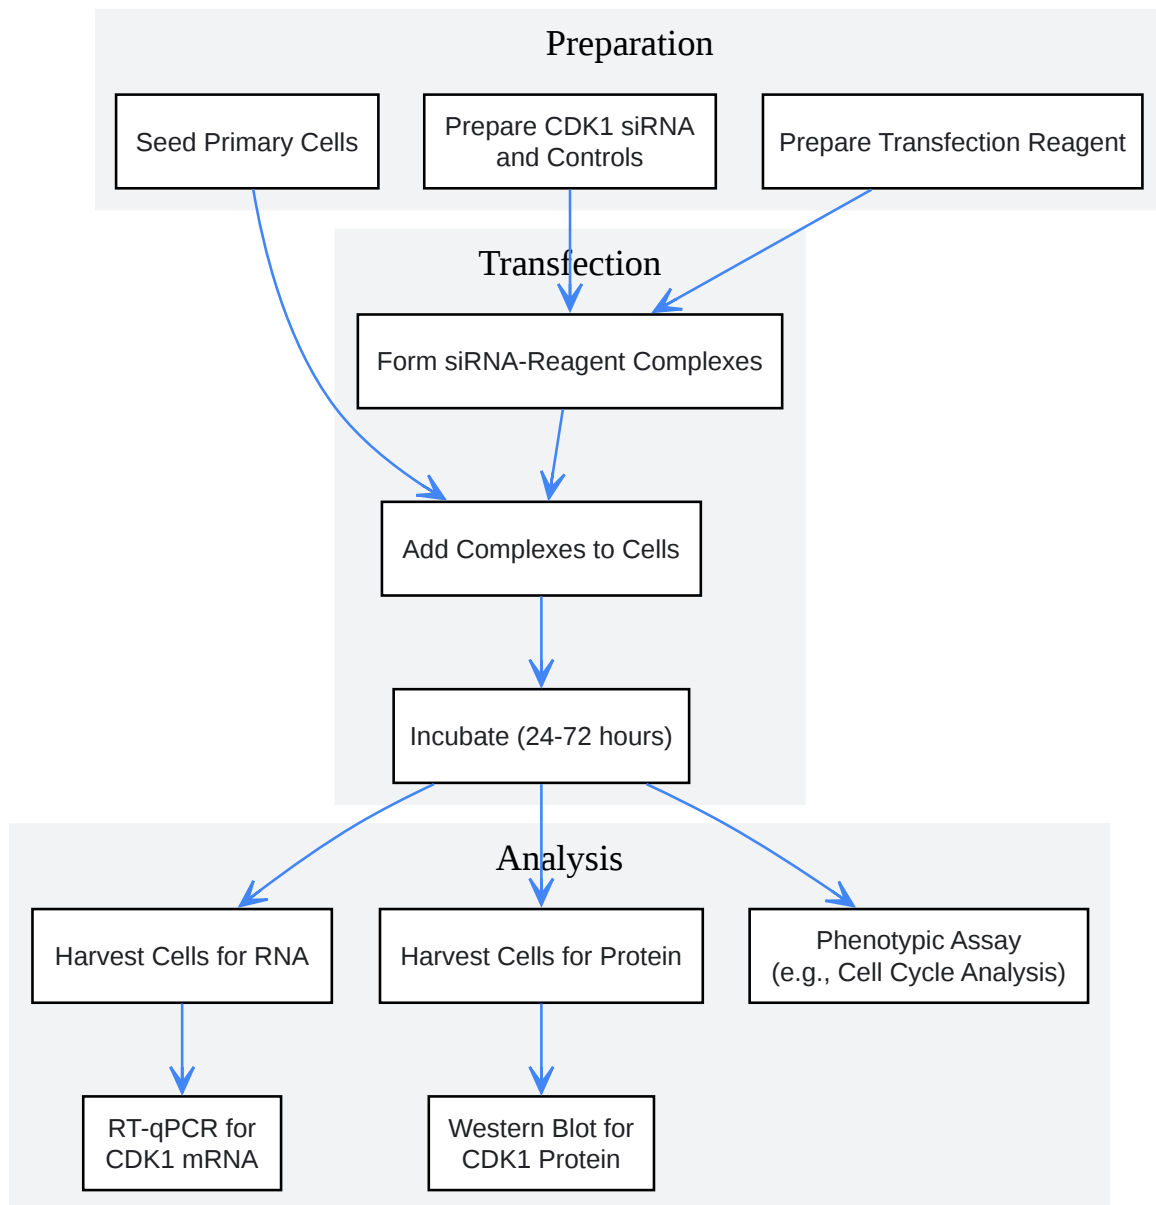 Preparation
Seed Primary Cells
Prepare CDK1 siRNA
and Controls
Prepare Transfection Reagent
Transfection
Form siRNA-Reagent Complexes
Add Complexes to Cells
Incubate (24-72 hours)
Analysis
Harvest Cells for RNA
Harvest Cells for Protein
Phenotypic Assay
(e.g., Cell Cycle Analysis)
RT-qPCR for
CDK1 mRNA
Western Blot for
CDK1 Protein